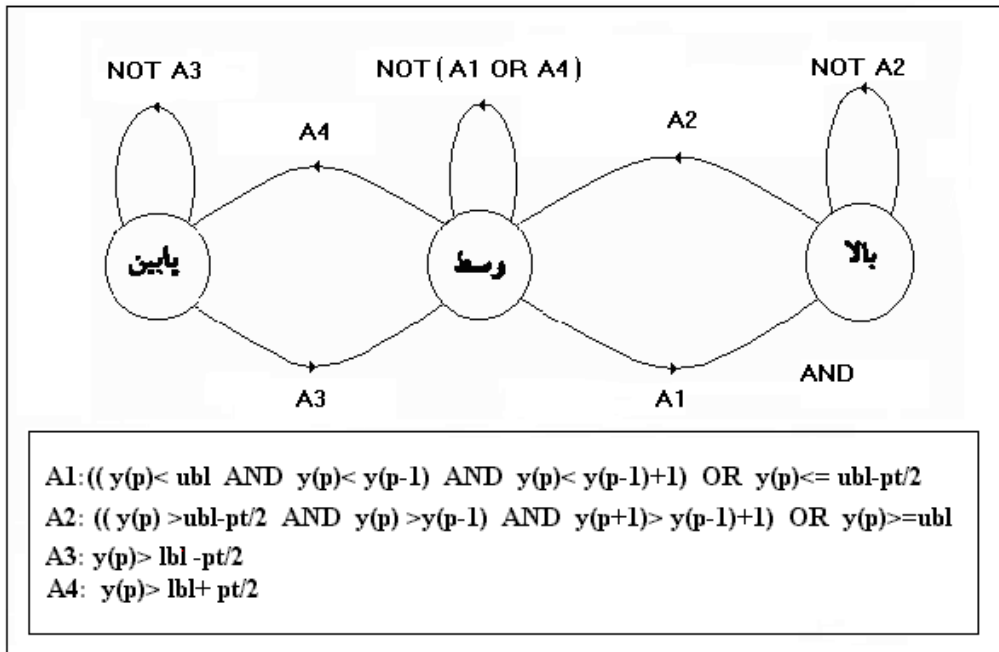 NOT A3
NOT ( A1 OR A4 )
NOT A2
A4
A2
پایین
وسط
بالا
A3
A1
AND
A1: (( y(p)< ubl AND y(p)< y(p-1) AND y(p)< y(p-1)+1) OR y(p)<= ubl-pt/2
A2: (( y(p) >ubl-pt/2 AND y(p) >y(p-1) AND y(p+1)> y(p-1)+1) OR y(p)>=ubl
A3: y(p)> lbl -pt/2
A4: y(p)> lbl+ pt/2